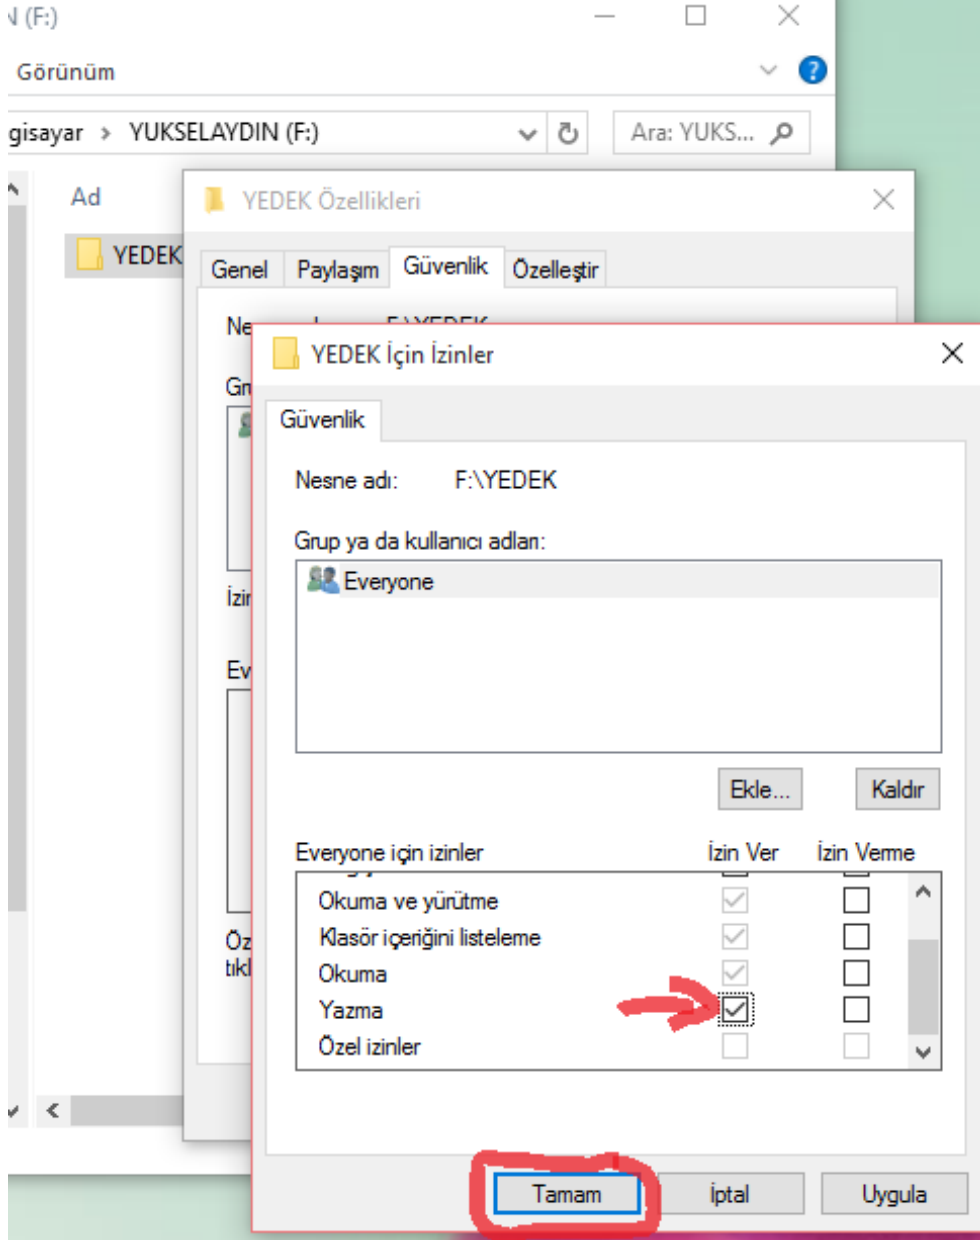 (F:)
Görünüm
gisayar > YUKSELAYDIN (F:)
Ara: YUKS...
Ad
YEDEK
YEDEK Özellikleri
Genel Paylaşım Güvenlik Özelleştir
YEDEK İçin İzinler
Güvenlik
Nesne adı: F:\YEDEK
Grup ya da kullanıcı adları:
Everyone
Ekle... Kaldır
Everyone için izinler İzin Ver İzin Verme
Okuma ve yürütme
Klasör içeriğini listeleme
Okuma
Yazma
Özel izinler
Tamam İptal Uygula